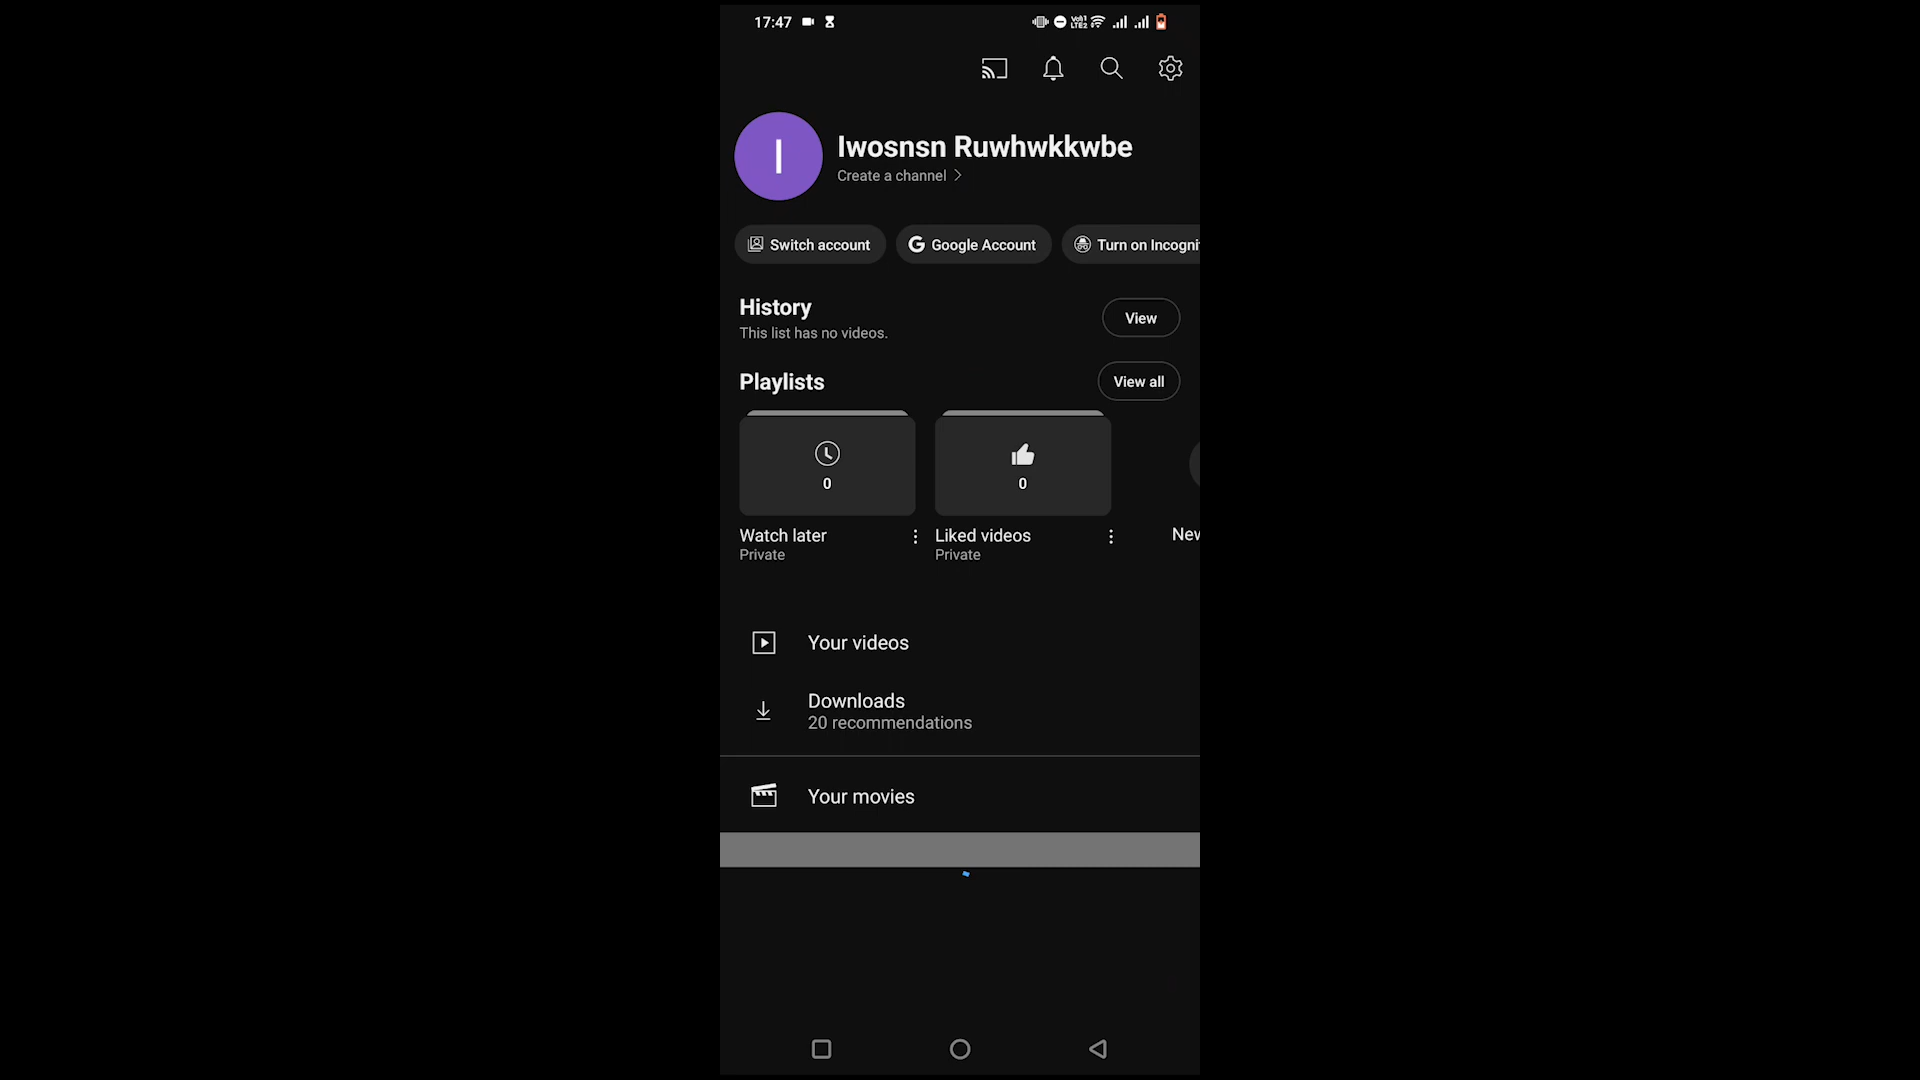 17:47
Iwosnsn Ruwhwkkwbe
Create a channel
Switch account
Google Account
Turn on Incogni
History
This list has no videos.
View
Playlists
View all
0
0
Watch later
Private
Liked videos
Private
New
Your videos
Downloads
20 recommendations
Your movies